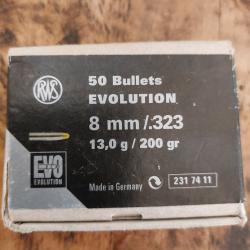 RWS
50 Bullets
EVOLUTION
8 mm/.323
13,0 g / 200 gr
EVO
EVOLUTION
Made in Germany
231 74 11